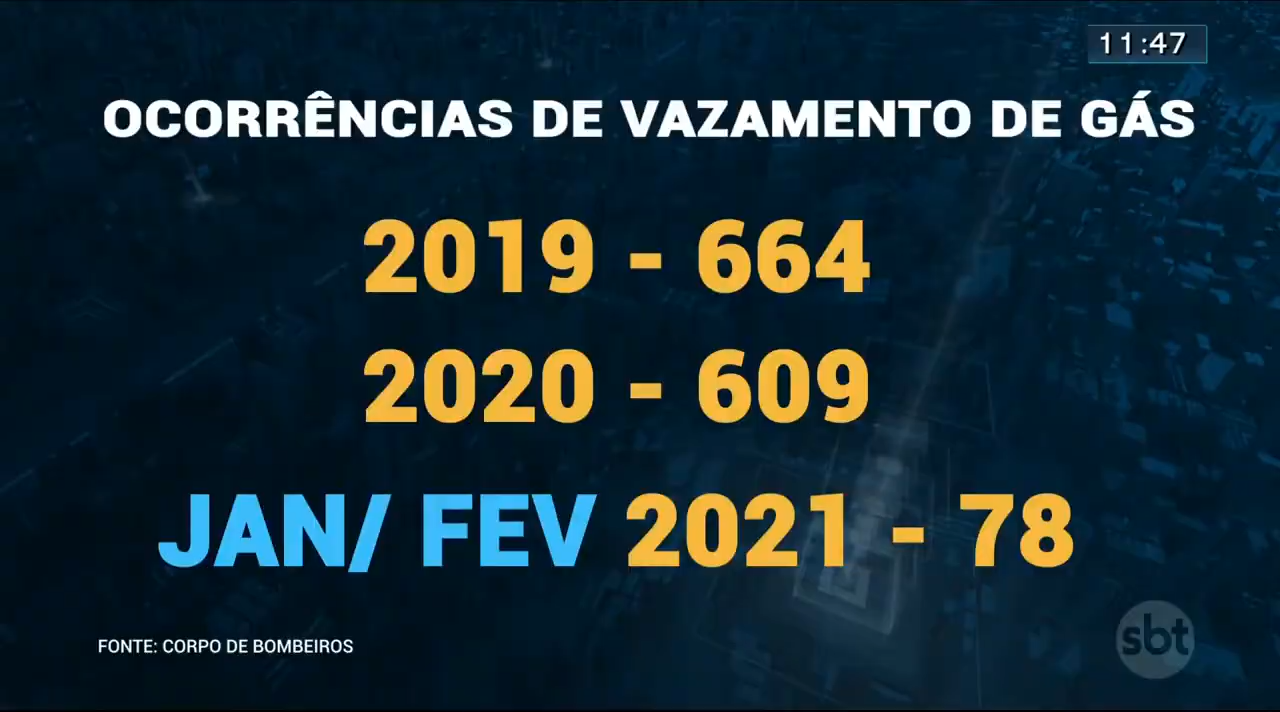 11:47
OCORRÊNCIAS DE VAZAMENTO DE GÁS
2019 - 664
2020 - 609
JAN/ FEV 2021 - 78
FONTE: CORPO DE BOMBEIROS
sbt